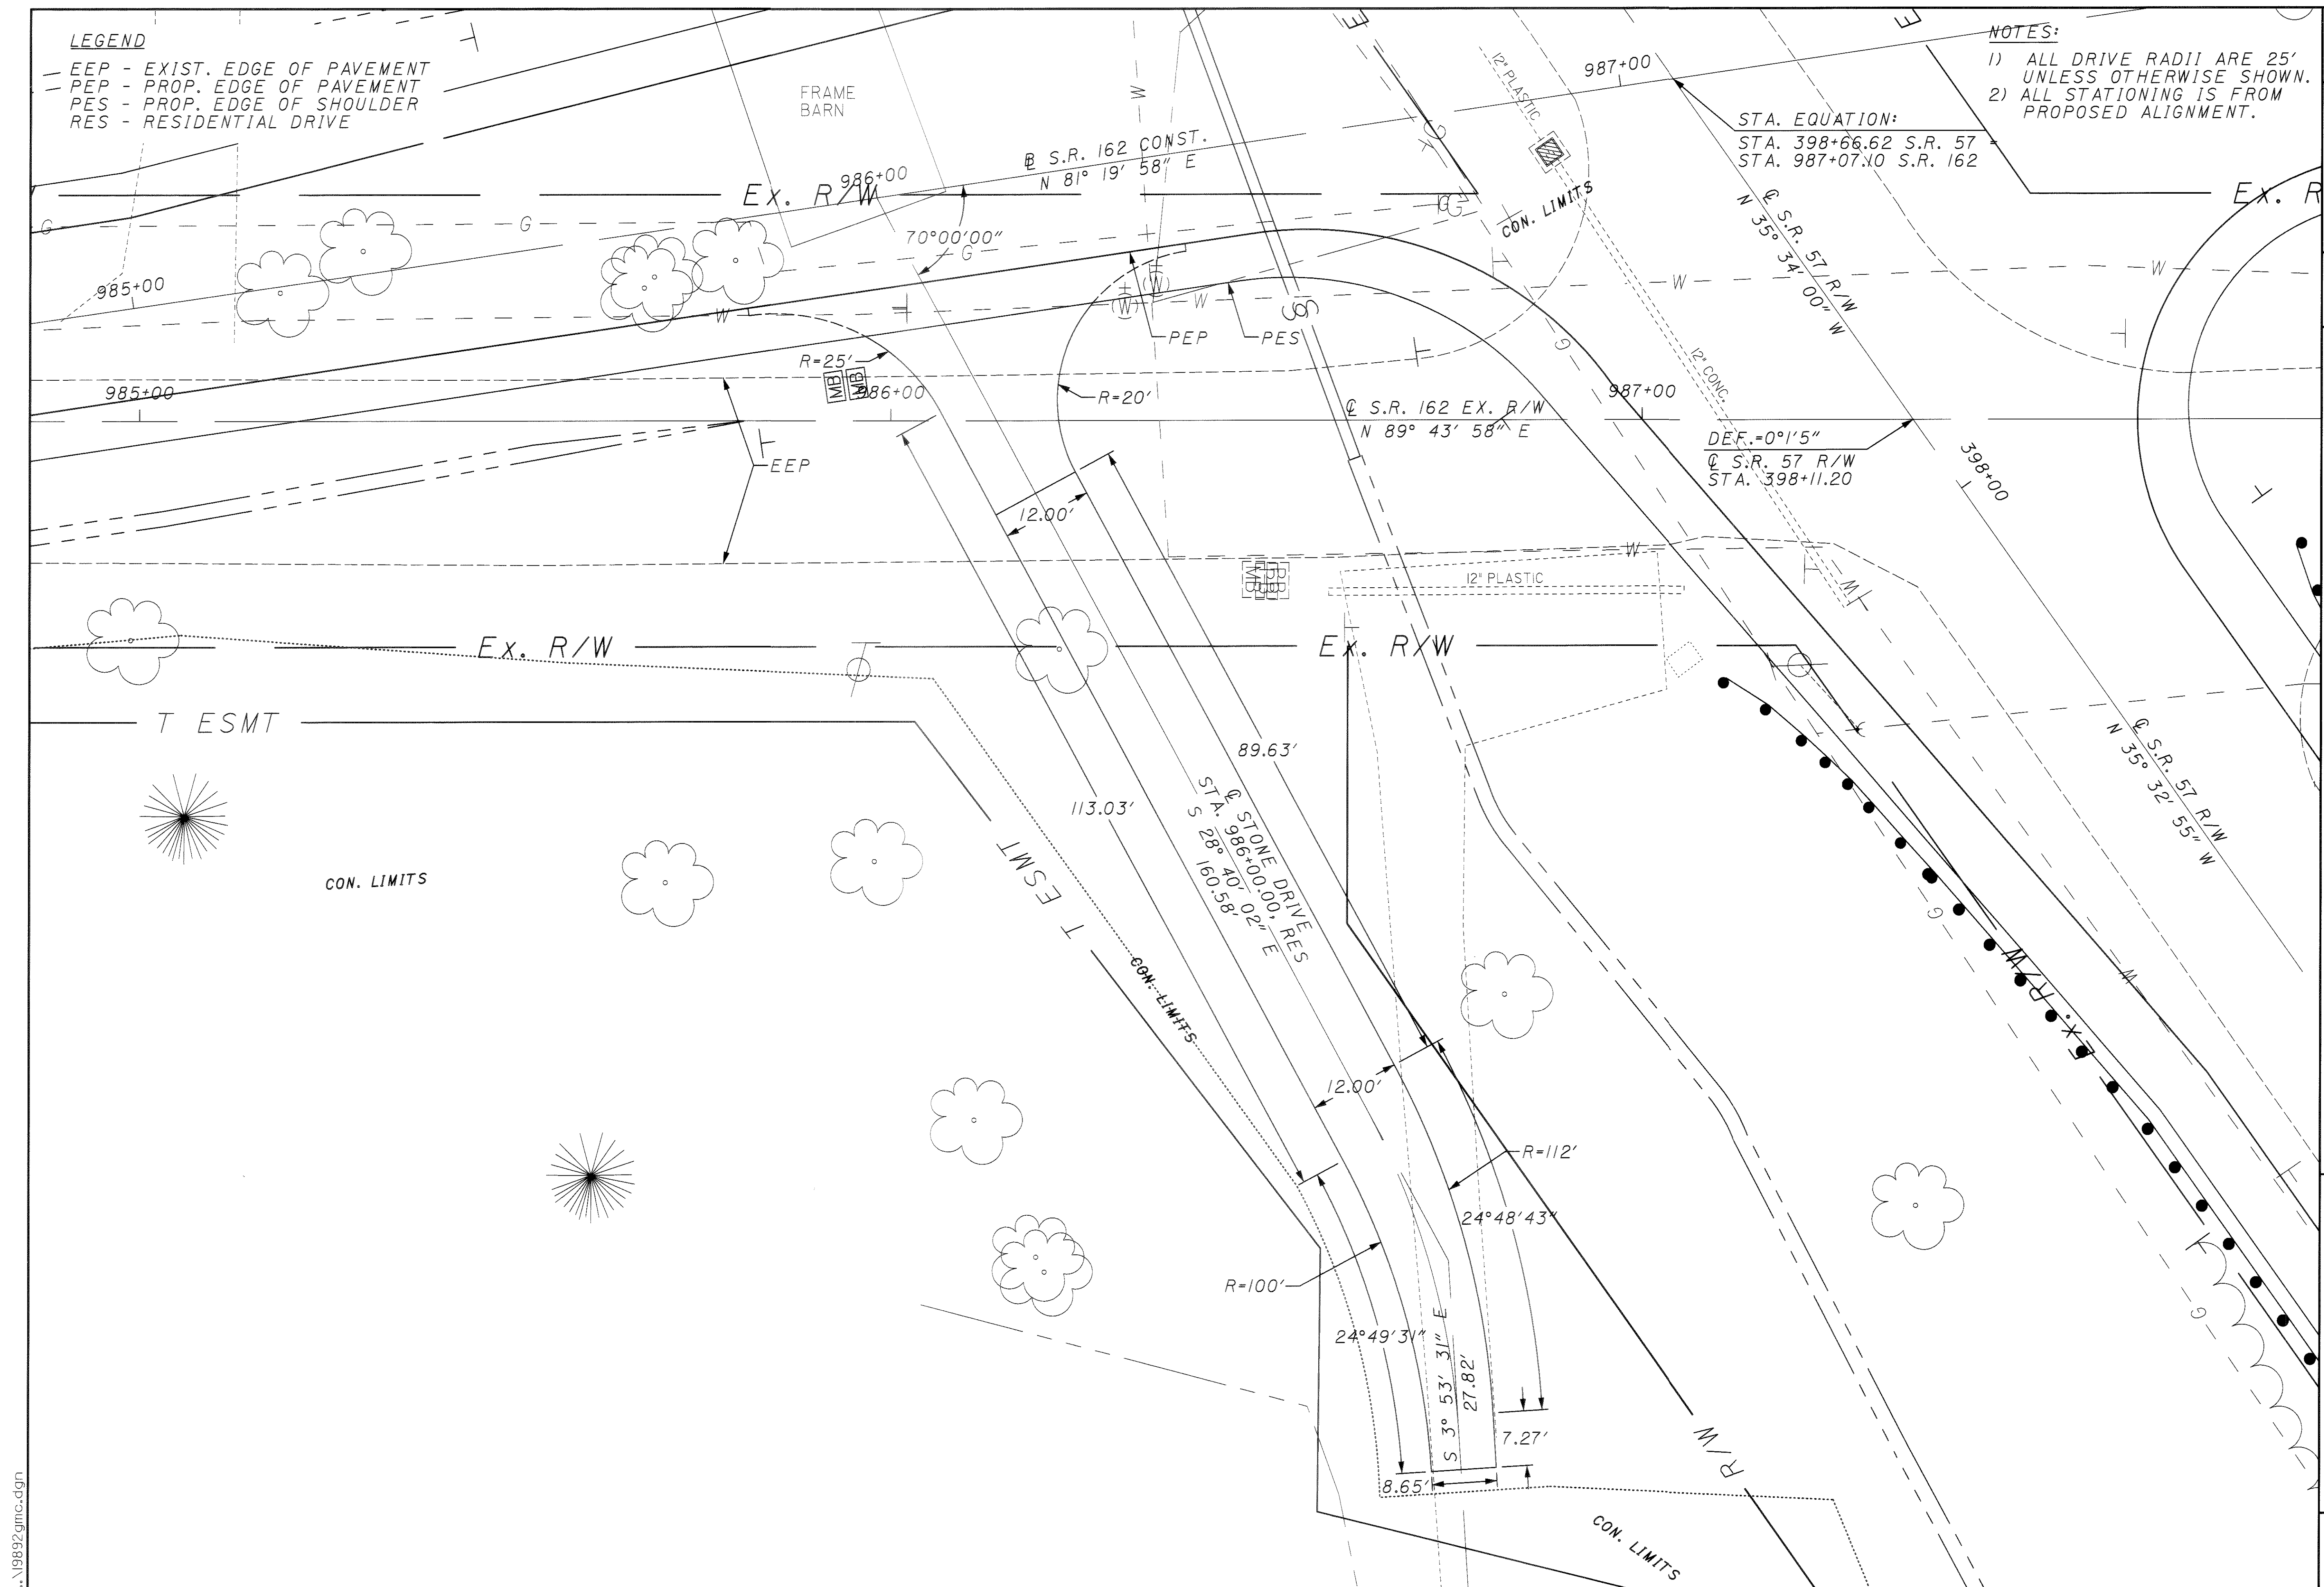 LEGEND
EEP - EXIST. EDGE OF PAVEMENT
PEP - PROP. EDGE OF PAVEMENT
PES - PROP. EDGE OF SHOULDER
RES - RESIDENTIAL DRIVE
NOTES:
1) ALL DRIVE RADII ARE 25'
UNLESS OTHERWISE SHOWN.
2) ALL STATIONING IS FROM
PROPOSED ALIGNMENT.
FRAME
BARN
12" PLASTIC
987+00
STA. EQUATION:
STA. 398+66.62 S.R. 57 =
STA. 987+07.10 S.R. 162
S.R. 162 CONST.
N 81° 19' 58" E
986+00
Ex. R/W
Ex. R
CON. LIMITS
70°00'00"
G
G
G
G
W
985+00
℄ S.R. 57 R/W
N 35° 34' 00" W
W
W
W
W
(W)
(W)
PEP
PES
G
G
R=25'
MB
MB
985+00
986+00
R=20'
987+00
12" CONC.
℄ S.R. 162 EX. R/W
N 89° 43' 58" E
DEF.=0°1'5"
℄ S.R. 57 R/W
STA. 398+11.20
398+00
EEP
12.00'
W
12" PLASTIC
W
Ex. R/W
Ex. R/W
T ESMT
89.63'
113.03'
℄ STONE DRIVE
STA. 986+00.00, RES
S 28° 40' 02" E
160.58'
℄ S.R. 57 R/W
N 35° 32' 55" W
T ESMT
CON. LIMITS
CON. LIMITS
G
W
Ex. R/W
12.00'
R=112'
24°48'43"
R=100'
24°49'31"
S 3° 53' 31" E
27.82'
7.27'
8.65'
G
R/W
CON. LIMITS
..\19892gmc.dgn